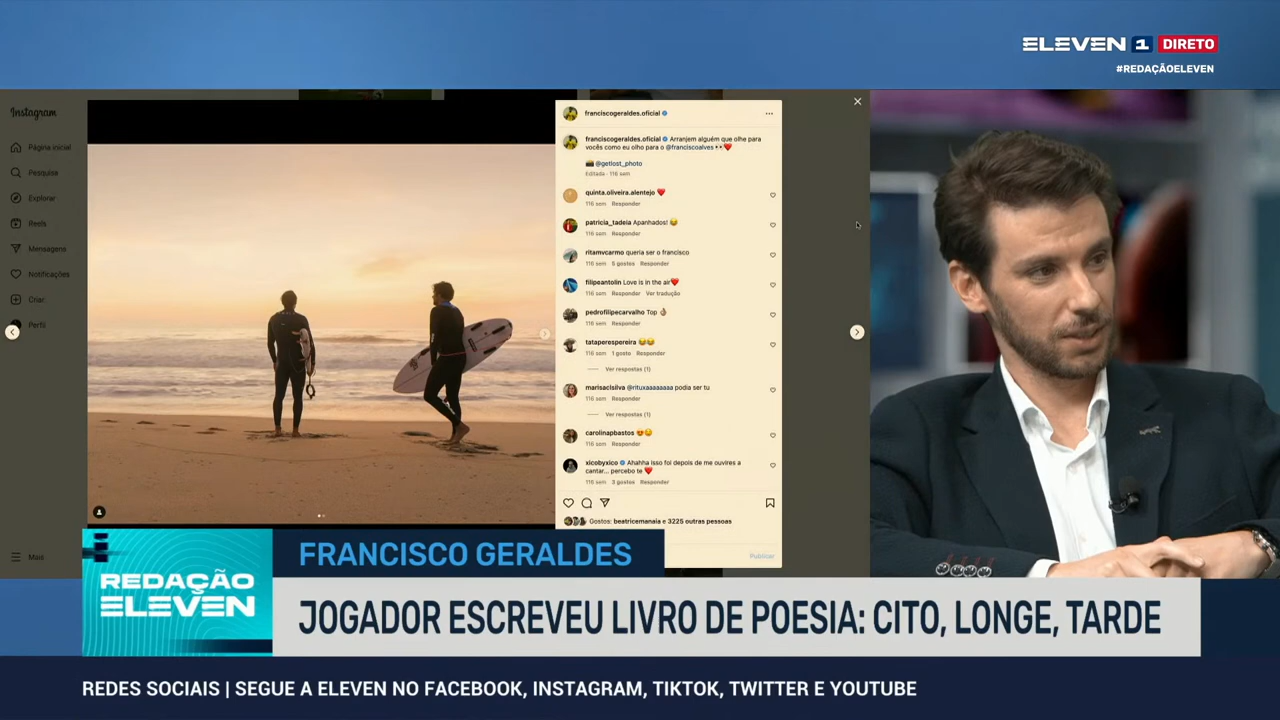 ELEVEN 1 DIRETO
#REDAÇÃOELEVEN
Instagram
Página inicial
Pesquisa
Explorar
Reels
Mensagens
Notificações
Criar
Perfil
Mais
franciscogeraldes.oficial
franciscogeraldes.oficial Arranjem alguém que olhe para
vocês como eu olho para o @franciscoalves 👀❤️
📸 @getlost_photo
Editada · 116 sem
quinta.oliveira.alentejo ❤️
116 sem Responder
patricia_tadeia Apanhados! 😂
116 sem Responder
ritamvcarmo queria ser o francisco
116 sem 5 gostos Responder
filipeantolin Love is in the air❤️
116 sem Responder Ver tradução
pedrofilipecarvalho Top 👌🏽
116 sem Responder
tataperespereira 😂😂
116 sem 1 gosto Responder
Ver respostas (1)
marisaclsilva @rituxaaaaaaaa podia ser tu
116 sem Responder
Ver respostas (1)
carolinapbastos 😍😏
116 sem Responder
xicobyxico Ahahha isso foi depois de me ouvires a
cantar... percebo te ❤️
116 sem 3 gostos Responder
Gostos: beatricemanaia e 3225 outras pessoas
Publicar
REDAÇÃO
ELEVEN
FRANCISCO GERALDES
JOGADOR ESCREVEU LIVRO DE POESIA: CITO, LONGE, TARDE
REDES SOCIAIS | SEGUE A ELEVEN NO FACEBOOK, INSTAGRAM, TIKTOK, TWITTER E YOUTUBE